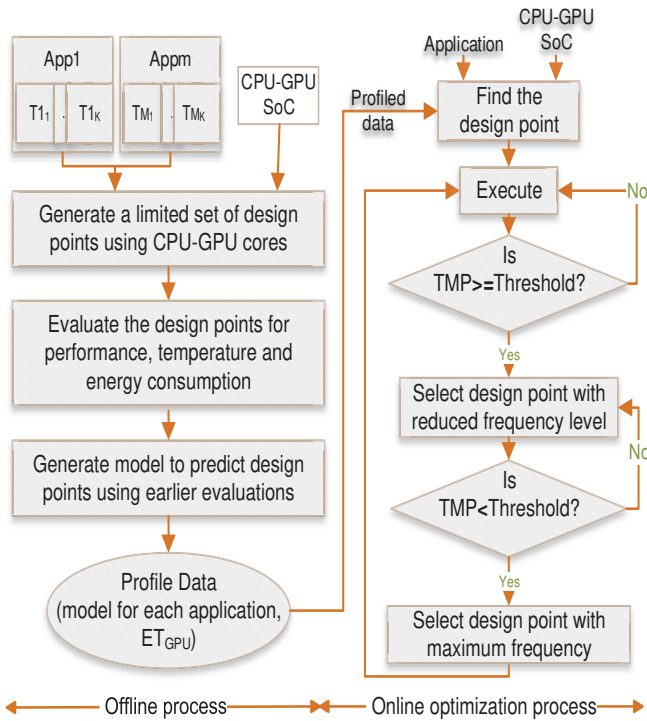 App1
Appm
T1₁
.
T1ₖ
Tᴍ₁
.
Tᴍₖ
CPU-GPU
SoC
Generate a limited set of design
points using CPU-GPU cores
Evaluate the design points for
performance, temperature and
energy consumption
Generate model to predict design
points using earlier evaluations
Profile Data
(model for each application,
ETGPU)
Offline process
Application
CPU-GPU
SoC
Profiled
data
Find the
design point
Execute
No
Is
TMP>=Threshold?
Yes
Select design point with
reduced frequency level
No
Is
TMP<Threshold?
Yes
Select design point with
maximum frequency
Online optimization process